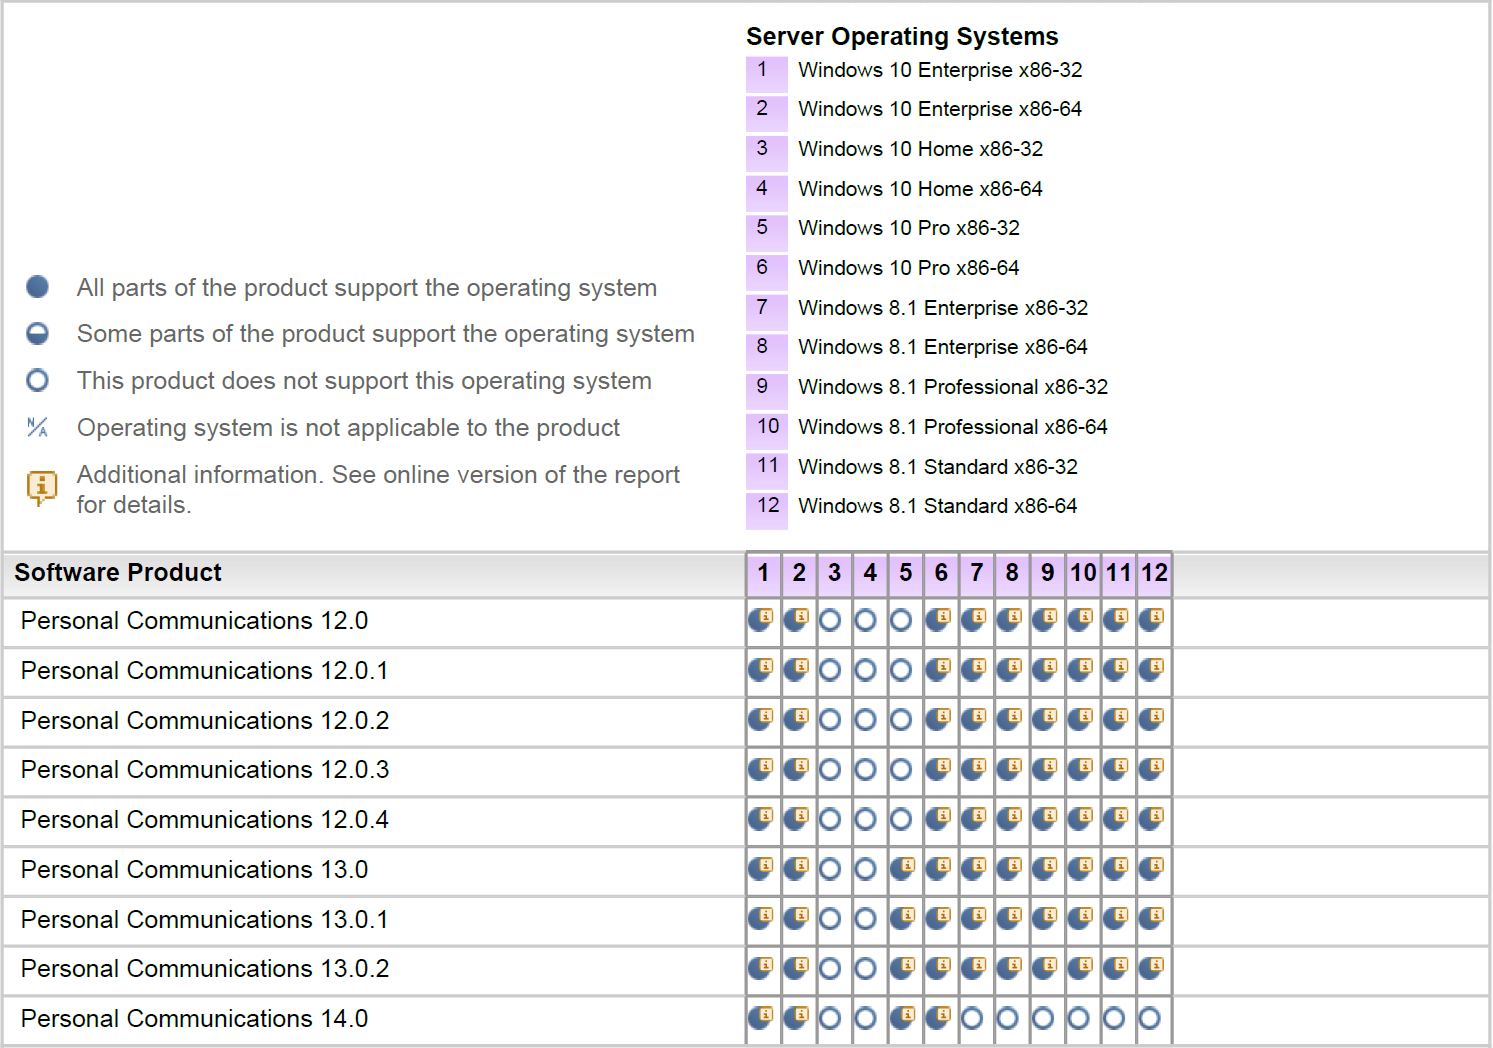 Server Operating Systems
1 Windows 10 Enterprise x86-32
2 Windows 10 Enterprise x86-64
3 Windows 10 Home x86-32
4 Windows 10 Home x86-64
5 Windows 10 Pro x86-32
6 Windows 10 Pro x86-64
7 Windows 8.1 Enterprise x86-32
8 Windows 8.1 Enterprise x86-64
9 Windows 8.1 Professional x86-32
10 Windows 8.1 Professional x86-64
11 Windows 8.1 Standard x86-32
12 Windows 8.1 Standard x86-64
All parts of the product support the operating system
Some parts of the product support the operating system
This product does not support this operating system
N/A Operating system is not applicable to the product
i Additional information. See online version of the report
for details.
Software Product 1 2 3 4 5 6 7 8 9 10 11 12
Personal Communications 12.0 i i i i i i i i i
Personal Communications 12.0.1 i i i i i i i i i
Personal Communications 12.0.2 i i i i i i i i i
Personal Communications 12.0.3 i i i i i i i i i
Personal Communications 12.0.4 i i i i i i i i i
Personal Communications 13.0 i i i i i i i i i i
Personal Communications 13.0.1 i i i i i i i i i i
Personal Communications 13.0.2 i i i i i i i i i i
Personal Communications 14.0 i i i i